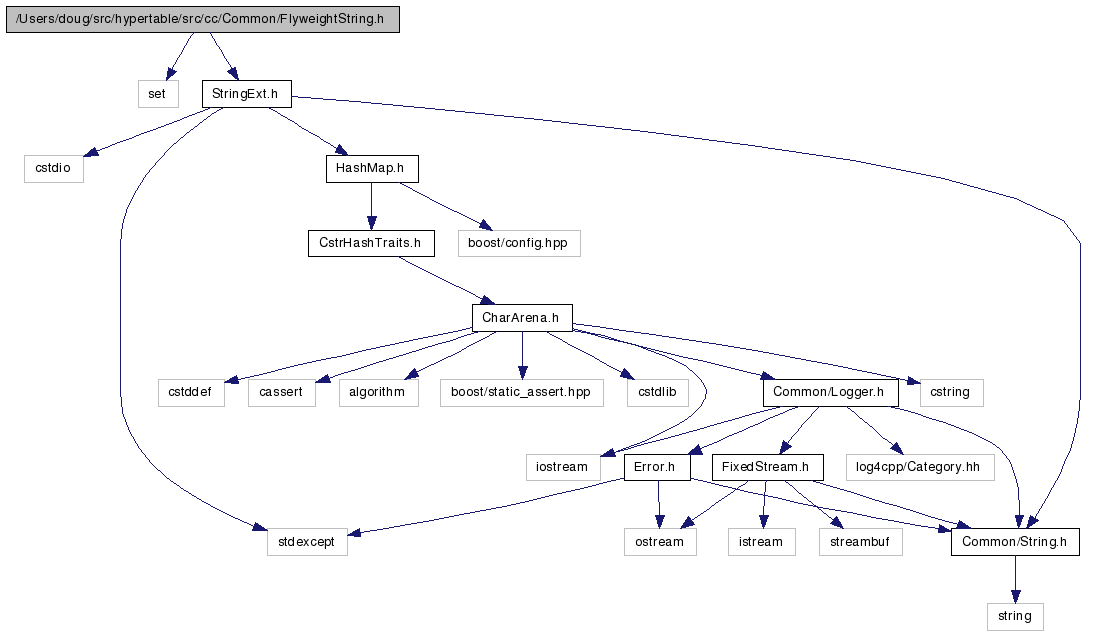 /Users/doug/src/hypertable/src/cc/Common/FlyweightString.h
set
StringExt.h
cstdio
HashMap.h
CstrHashTraits.h
boost/config.hpp
CharArena.h
cstddef
cassert
algorithm
boost/static_assert.hpp
cstdlib
Common/Logger.h
cstring
iostream
Error.h
FixedStream.h
log4cpp/Category.hh
stdexcept
ostream
istream
streambuf
Common/String.h
string